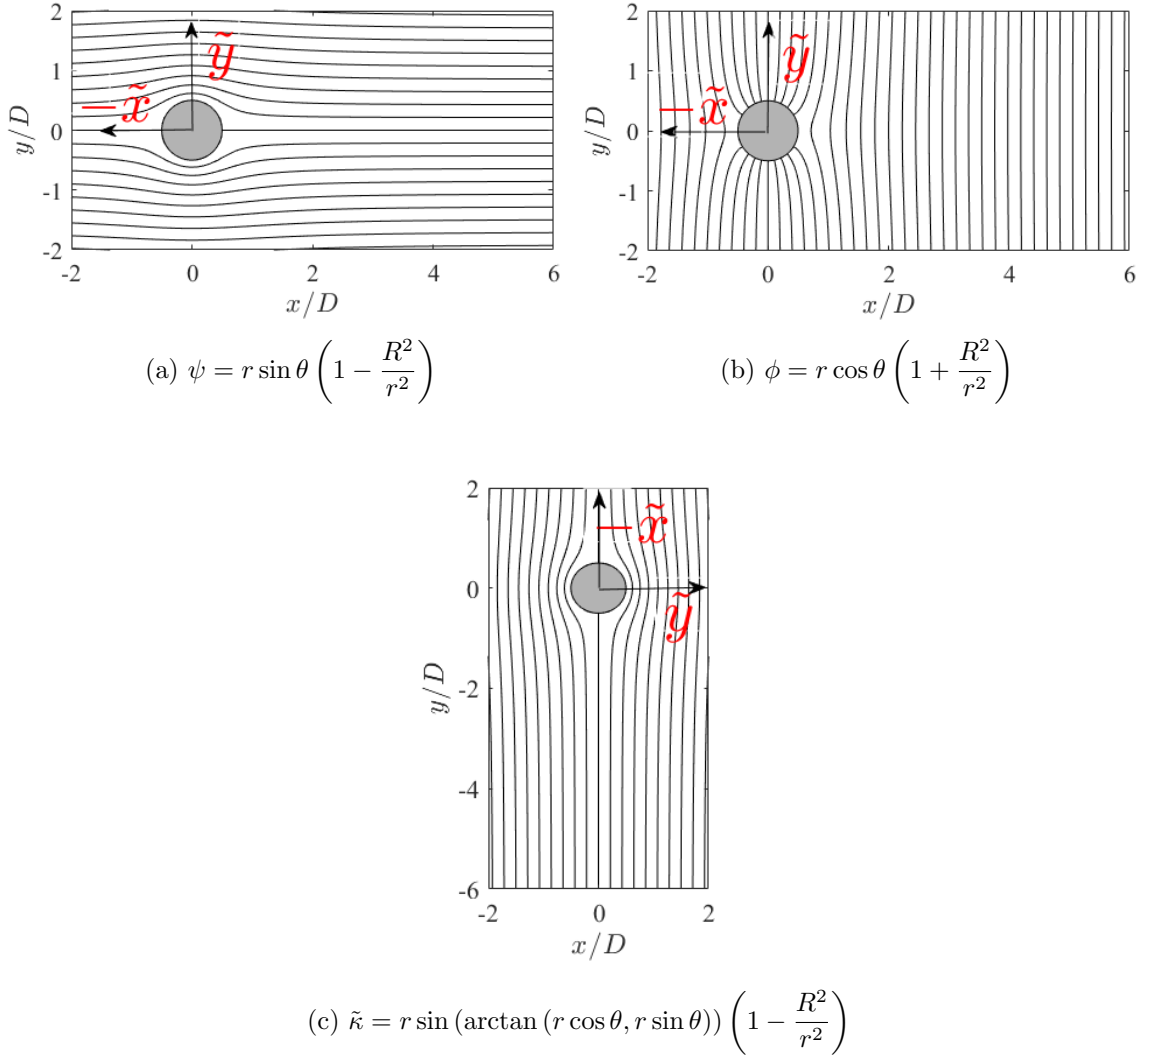 2
1
0
-1
-2
y/D
-2 0 2 4 6
x/D
−x̃
ỹ
(a) ψ = r sin θ (1 − R²/r²)
2
1
0
-1
-2
y/D
-2 0 2 4 6
x/D
−x̃
ỹ
(b) φ = r cos θ (1 + R²/r²)
2
0
-2
-4
-6
y/D
-2 0 2
x/D
−x̃
ỹ
(c) κ̃ = r sin (arctan (r cos θ, r sin θ)) (1 − R²/r²)